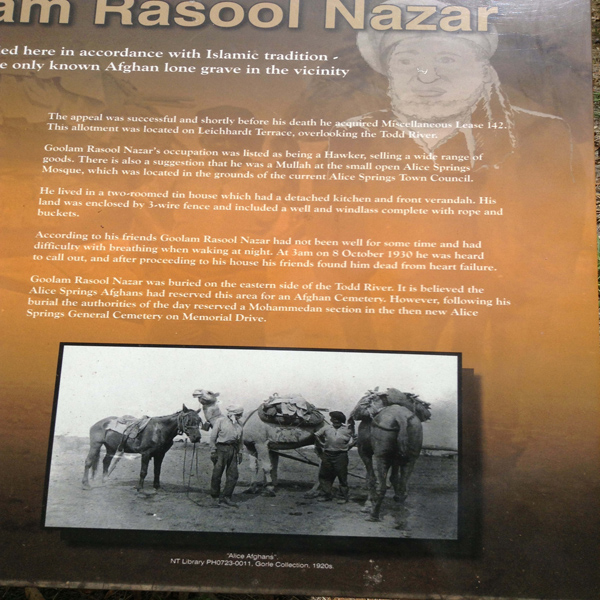 am Rasool Nazar
ed here in accordance with Islamic tradition -
e only known Afghan lone grave in the vicinity
The appeal was successful and shortly before his death he acquired Miscellaneous Lease 142.
This allotment was located on Leichhardt Terrace, overlooking the Todd River.
Goolam Rasool Nazar's occupation was listed as being a Hawker, selling a wide range of
goods. There is also a suggestion that he was a Mullah at the small open Alice Springs
Mosque, which was located in the grounds of the current Alice Springs Town Council.
He lived in a two-roomed tin house which had a detached kitchen and front verandah. His
land was enclosed by 3-wire fence and included a well and windlass complete with rope and
buckets.
According to his friends Goolam Rasool Nazar had not been well for some time and had
difficulty with breathing when waking at night. At 3am on 8 October 1930 he was heard
to call out, and after proceeding to his house his friends found him dead from heart failure.
Goolam Rasool Nazar was buried on the eastern side of the Todd River. It is believed the
Alice Springs Afghans had reserved this area for an Afghan Cemetery. However, following his
burial the authorities of the day reserved a Mohammedan section in the then new Alice
Springs General Cemetery on Memorial Drive.
"Alice Afghans".
NT Library PH0723-0011, Gorle Collection, 1920s.